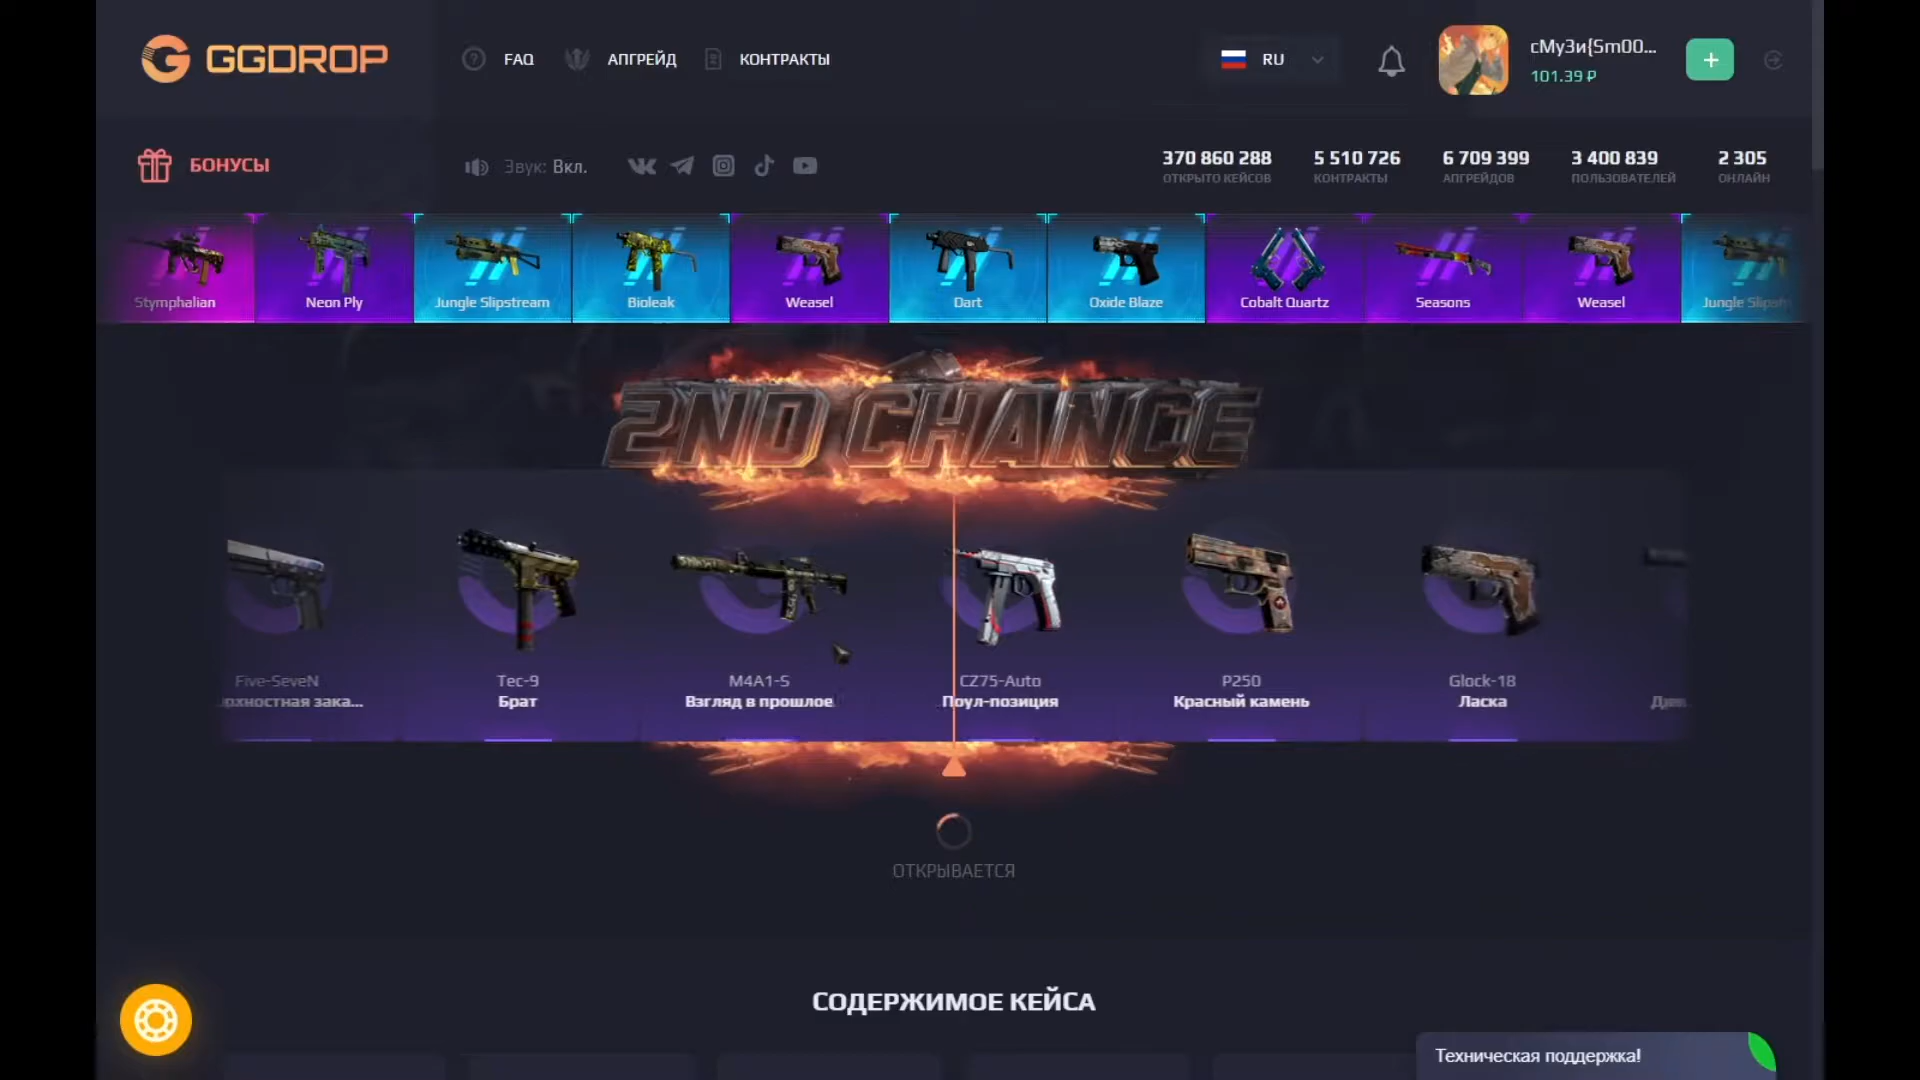 GGDROP
FAQ
АПГРЕЙД
КОНТРАКТЫ
RU
сМу3и{Sm00...
101.39 ₽
БОНУСЫ
Звук: Вкл.
370 860 288
ОТКРЫТО КЕЙСОВ
5 510 726
КОНТРАКТЫ
6 709 399
АПГРЕЙДОВ
3 400 839
ПОЛЬЗОВАТЕЛЕЙ
2 305
ОНЛАЙН
Stymphalian
Neon Ply
Jungle Slipstream
Bioleak
Weasel
Dart
Oxide Blaze
Cobalt Quartz
Seasons
Weasel
Jungle
2ND CHANCE
Five-SeveN
Tec-9
Брат
M4A1-S
Взгляд в прошлое
CZ75-Auto
Поул-позиция
P250
Красный камень
Glock-18
Ласка
ОТКРЫВАЕТСЯ
СОДЕРЖИМОЕ КЕЙСА
Техническая поддержка!